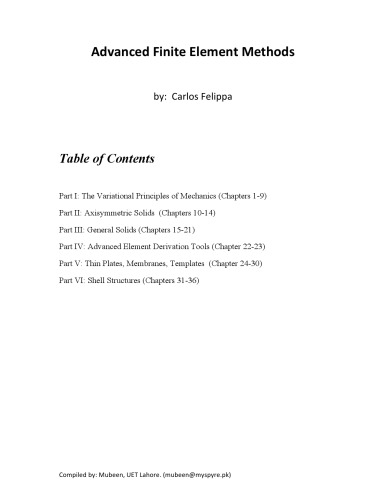 Advanced Finite Element Methods
by: Carlos Felippa
Table of Contents
Part I: The Variational Principles of Mechanics (Chapters 1-9)
Part II: Axisymmetric Solids (Chapters 10-14)
Part III: General Solids (Chapters 15-21)
Part IV: Advanced Element Derivation Tools (Chapter 22-23)
Part V: Thin Plates, Membranes, Templates (Chapter 24-30)
Part VI: Shell Structures (Chapters 31-36)
Compiled by: Mubeen, UET Lahore. (mubeen@myspyre.pk)